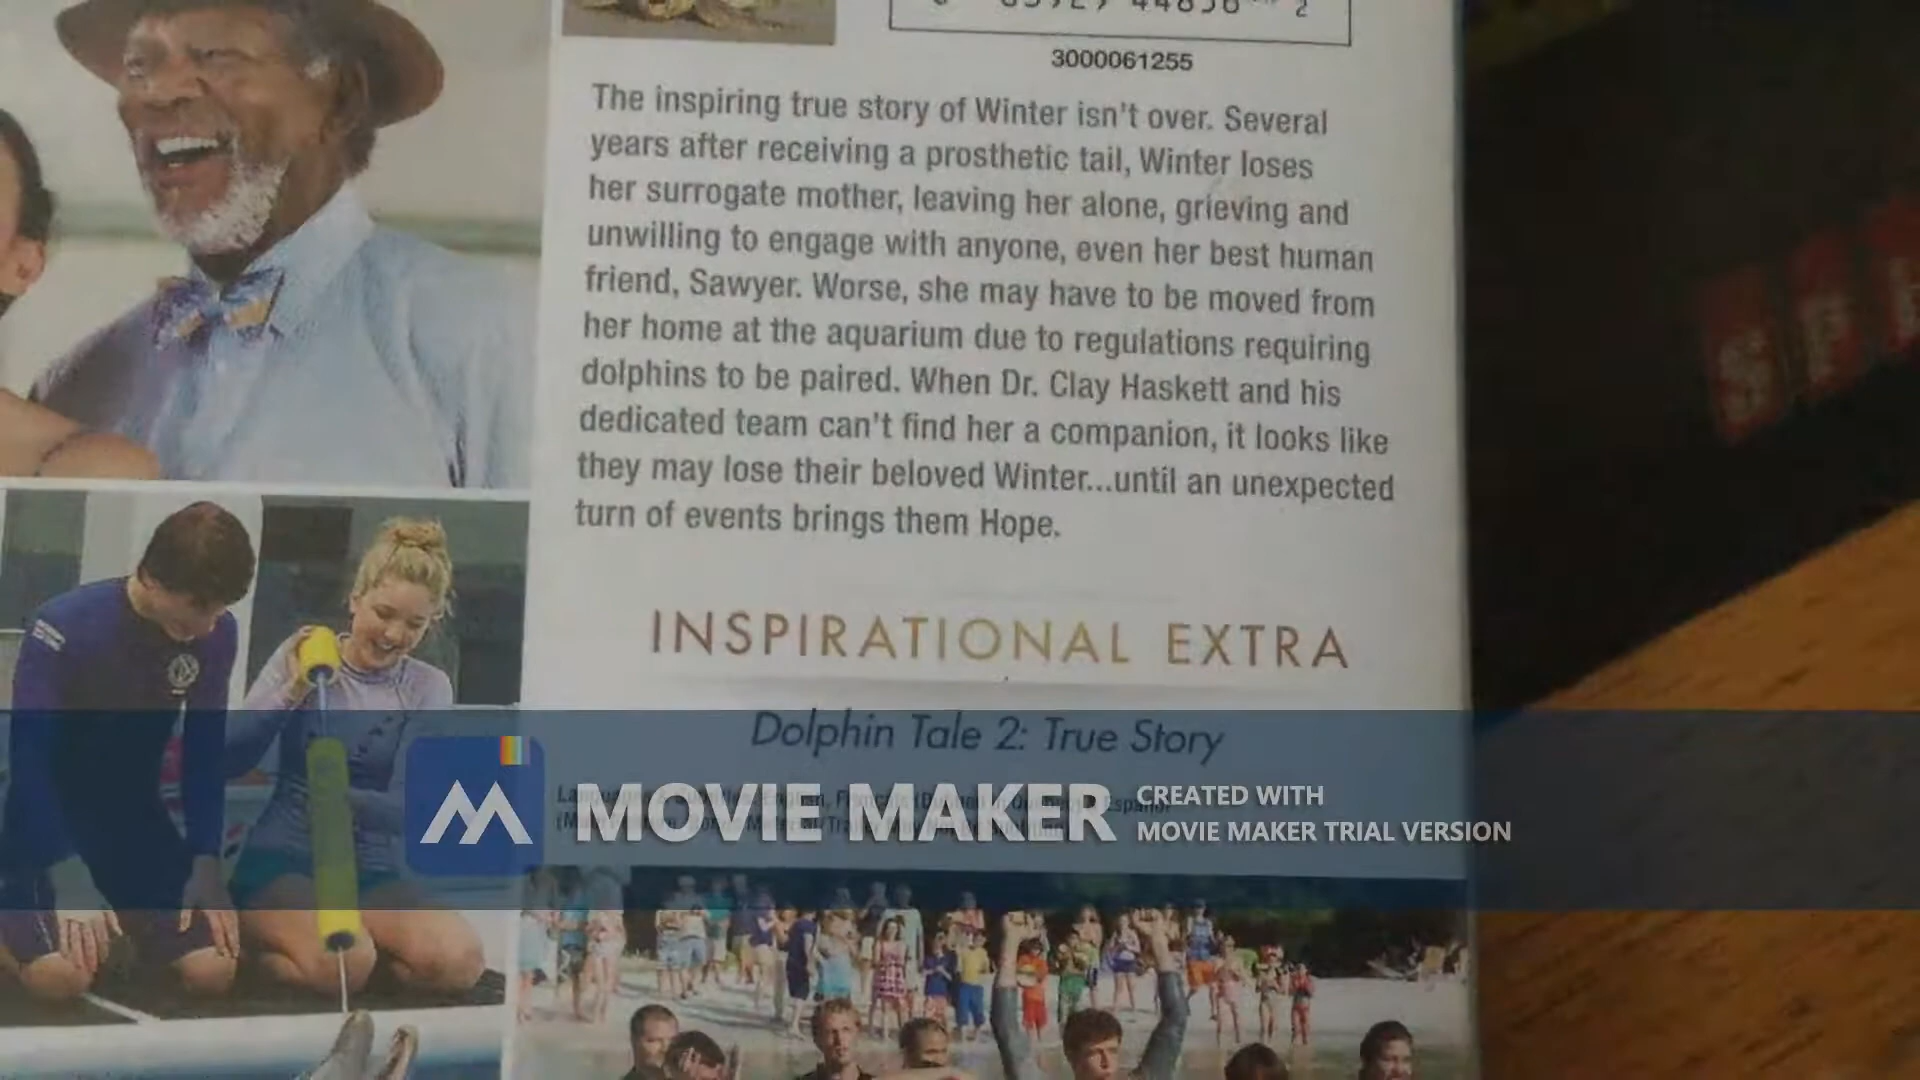 3000061255
The inspiring true story of Winter isn't over. Several
years after receiving a prosthetic tail, Winter loses
her surrogate mother, leaving her alone, grieving and
unwilling to engage with anyone, even her best human
friend, Sawyer. Worse, she may have to be moved from
her home at the aquarium due to regulations requiring
dolphins to be paired. When Dr. Clay Haskett and his
dedicated team can't find her a companion, it looks like
they may lose their beloved Winter...until an unexpected
turn of events brings them Hope.
INSPIRATIONAL EXTRA
Dolphin Tale 2: True Story
MOVIE MAKER
CREATED WITH
MOVIE MAKER TRIAL VERSION